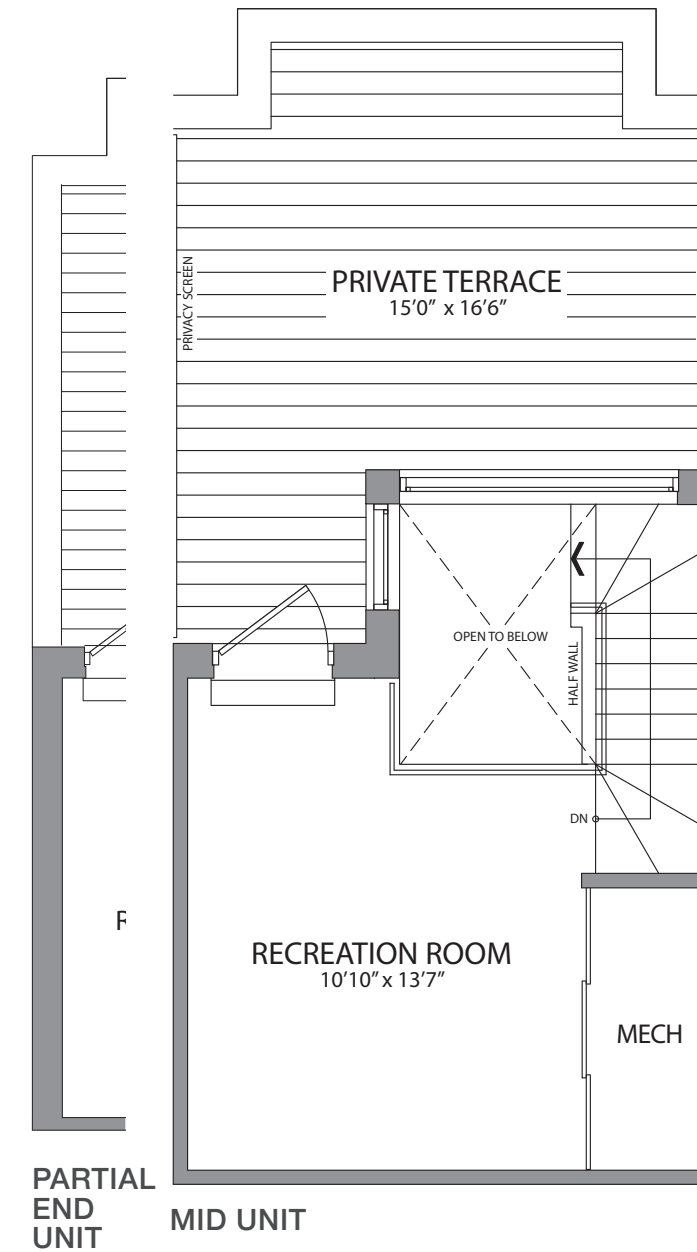 PRIVACY SCREEN
PRIVATE TERRACE
15'0" x 16'6"
OPEN TO BELOW
HALF WALL
DN
R
RECREATION ROOM
10'10" x 13'7"
MECH
PARTIAL
END
UNIT
MID UNIT